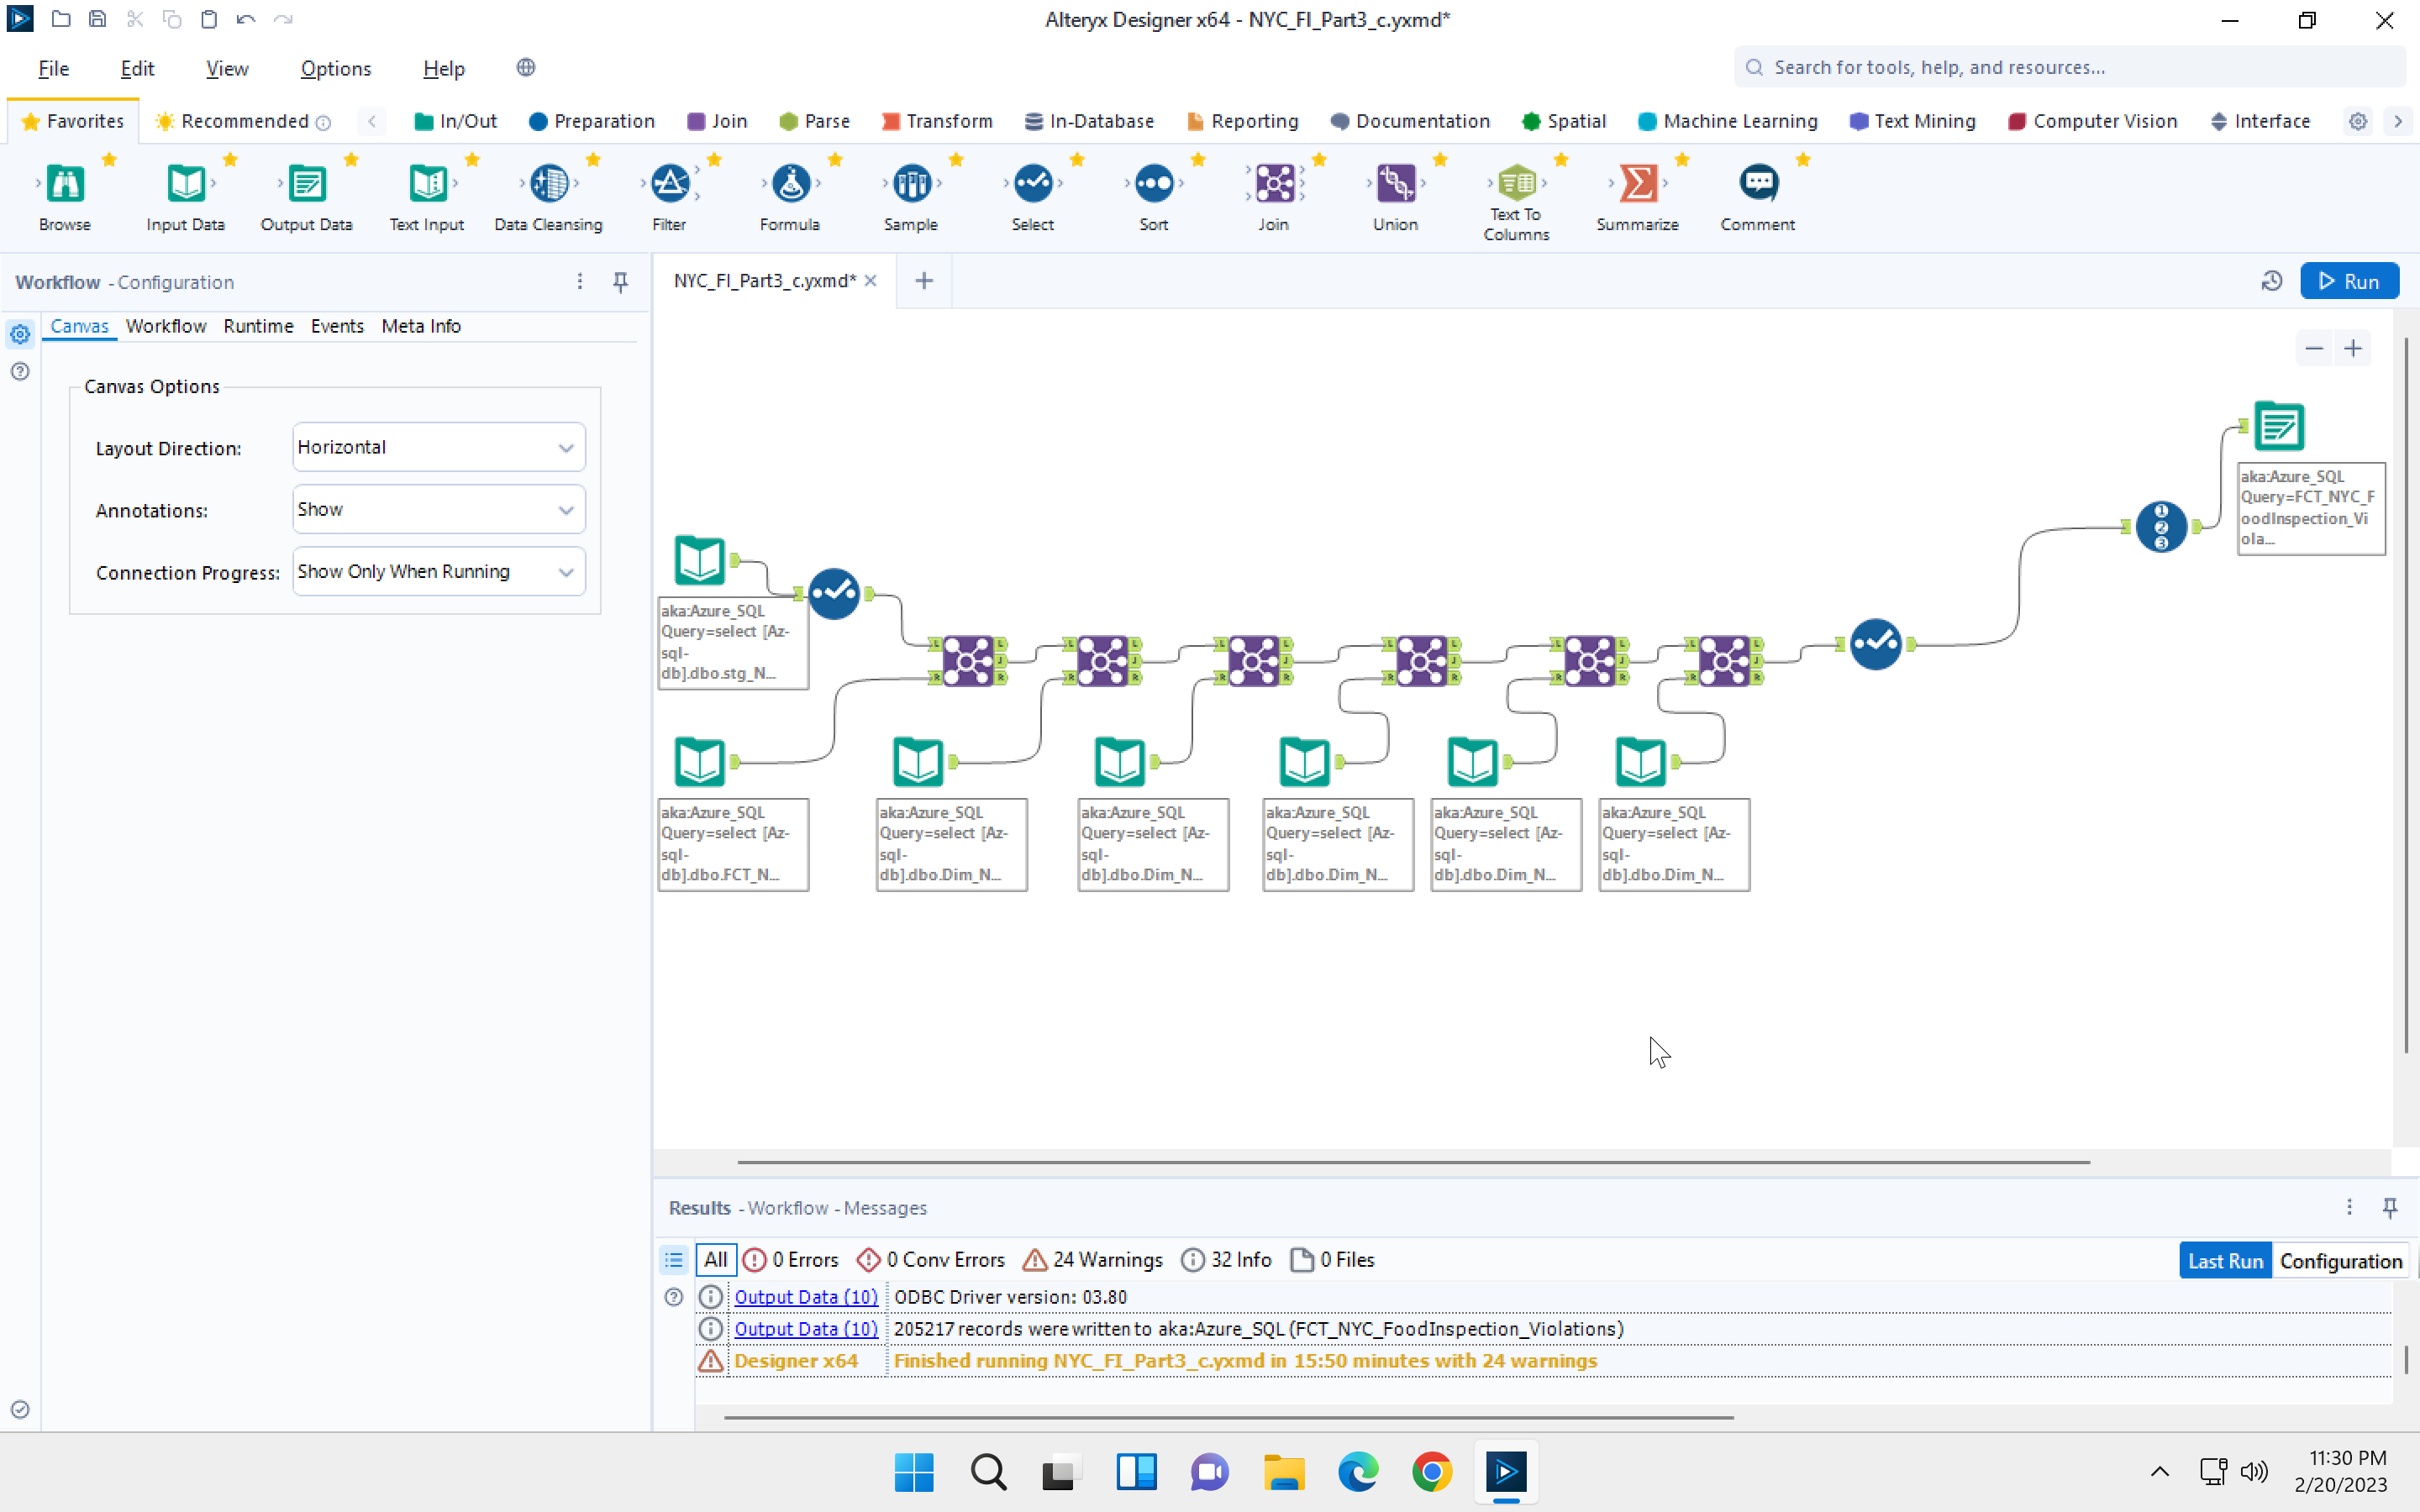 Alteryx Designer x64 - NYC_FI_Part3_c.yxmd*
File Edit View Options Help
Search for tools, help, and resources...
Favorites Recommended In/Out Preparation Join Parse Transform In-Database Reporting Documentation Spatial Machine Learning Text Mining Computer Vision Interface
Browse Input Data Output Data Text Input Data Cleansing Filter Formula Sample Select Sort Join Union Text To Columns Summarize Comment
Workflow - Configuration
NYC_FI_Part3_c.yxmd*
Run
Canvas Workflow Runtime Events Meta Info
Canvas Options
Layout Direction: Horizontal
Annotations: Show
Connection Progress: Show Only When Running
aka:Azure_SQL
Query=FCT_NYC_F
oodInspection_Vi
ola...
1
2
3
aka:Azure_SQL
Query=select [Az-
sql-
db].dbo.stg_N...
L L L L L L L L L L L L
J J J J J J
R R R R R R R R R R R R
aka:Azure_SQL
Query=select [Az-
sql-
db].dbo.FCT_N...
aka:Azure_SQL
Query=select [Az-
sql-
db].dbo.Dim_N...
aka:Azure_SQL
Query=select [Az-
sql-
db].dbo.Dim_N...
aka:Azure_SQL
Query=select [Az-
sql-
db].dbo.Dim_N...
aka:Azure_SQL
Query=select [Az-
sql-
db].dbo.Dim_N...
aka:Azure_SQL
Query=select [Az-
sql-
db].dbo.Dim_N...
Results - Workflow - Messages
All 0 Errors 0 Conv Errors 24 Warnings 32 Info 0 Files Last Run Configuration
Output Data (10) ODBC Driver version: 03.80
Output Data (10) 205217 records were written to aka:Azure_SQL (FCT_NYC_FoodInspection_Violations)
Designer x64 Finished running NYC_FI_Part3_c.yxmd in 15:50 minutes with 24 warnings
11:30 PM
2/20/2023